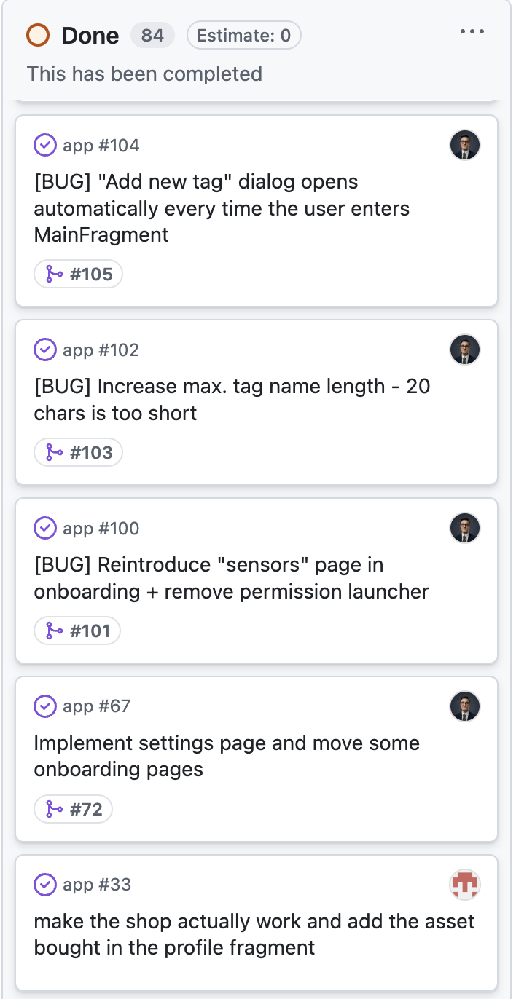 Done 84 Estimate: 0
This has been completed
app #104
[BUG] "Add new tag" dialog opens
automatically every time the user enters
MainFragment
#105
app #102
[BUG] Increase max. tag name length - 20
chars is too short
#103
app #100
[BUG] Reintroduce "sensors" page in
onboarding + remove permission launcher
#101
app #67
Implement settings page and move some
onboarding pages
#72
app #33
make the shop actually work and add the asset
bought in the profile fragment